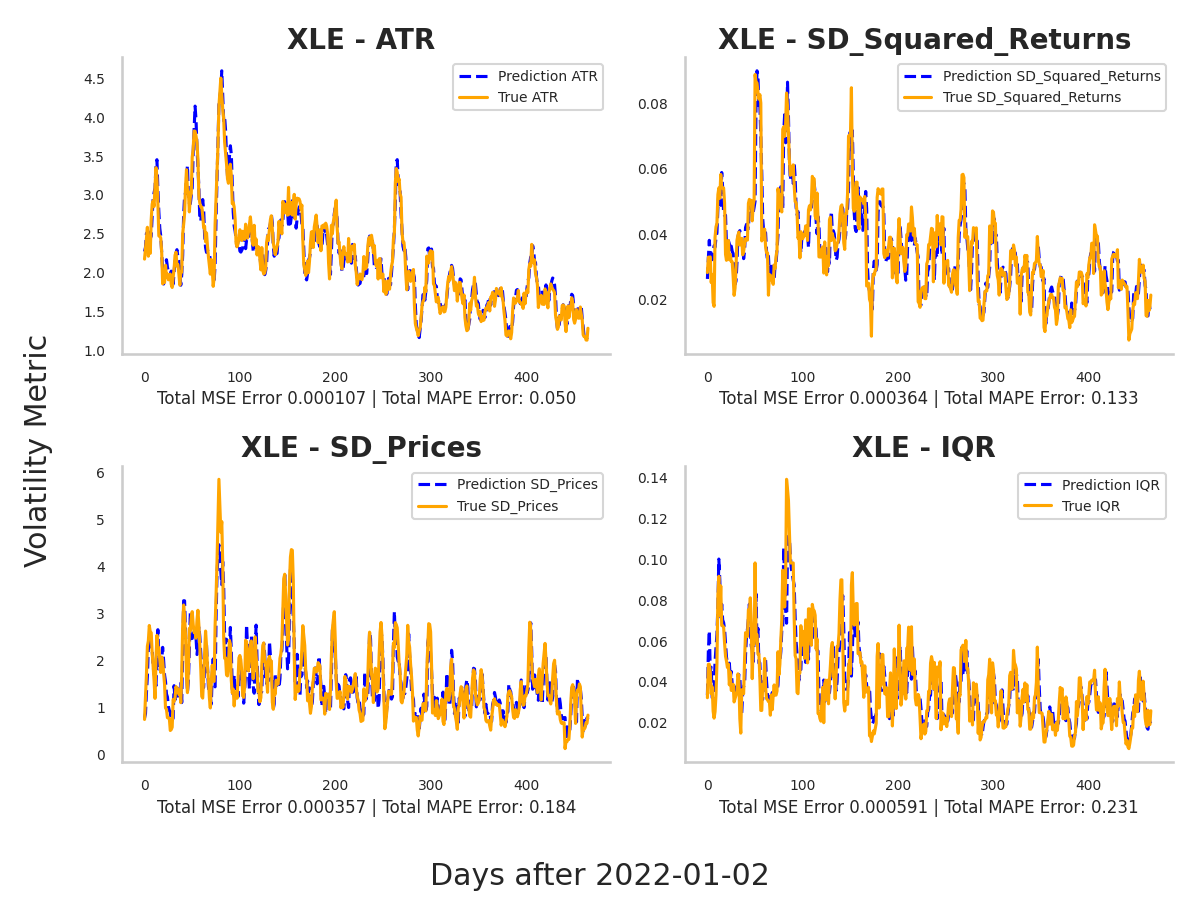 XLE - ATR
4.5
4.0
3.5
3.0
2.5
2.0
1.5
1.0
Prediction ATR
True ATR
0 100 200 300 400
Total MSE Error 0.000107 | Total MAPE Error: 0.050
XLE - SD_Squared_Returns
0.08
0.06
0.04
0.02
Prediction SD_Squared_Returns
True SD_Squared_Returns
0 100 200 300 400
Total MSE Error 0.000364 | Total MAPE Error: 0.133
Volatility Metric
XLE - SD_Prices
6
5
4
3
2
1
0
Prediction SD_Prices
True SD_Prices
0 100 200 300 400
Total MSE Error 0.000357 | Total MAPE Error: 0.184
XLE - IQR
0.14
0.12
0.10
0.08
0.06
0.04
0.02
Prediction IQR
True IQR
0 100 200 300 400
Total MSE Error 0.000591 | Total MAPE Error: 0.231
Days after 2022-01-02